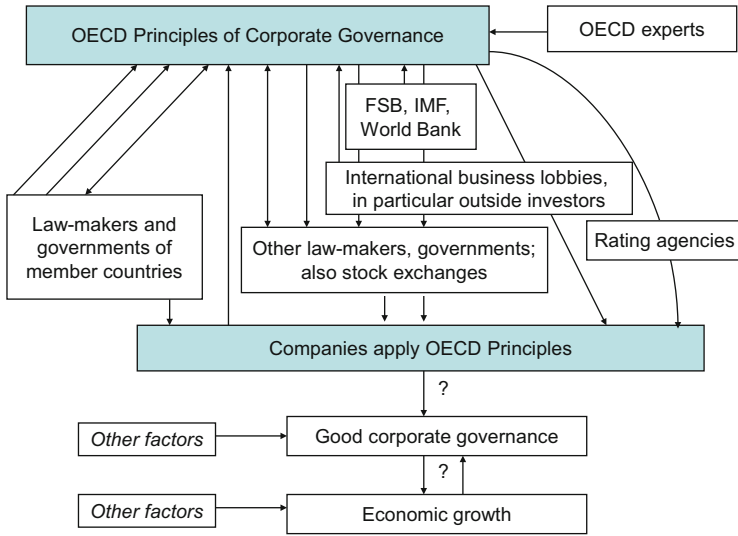 OECD Principles of Corporate Governance
OECD experts
FSB, IMF,
World Bank
International business lobbies,
in particular outside investors
Law-makers and
governments of
member countries
Other law-makers, governments;
also stock exchanges
Rating agencies
Companies apply OECD Principles
?
Other factors
Good corporate governance
?
Other factors
Economic growth